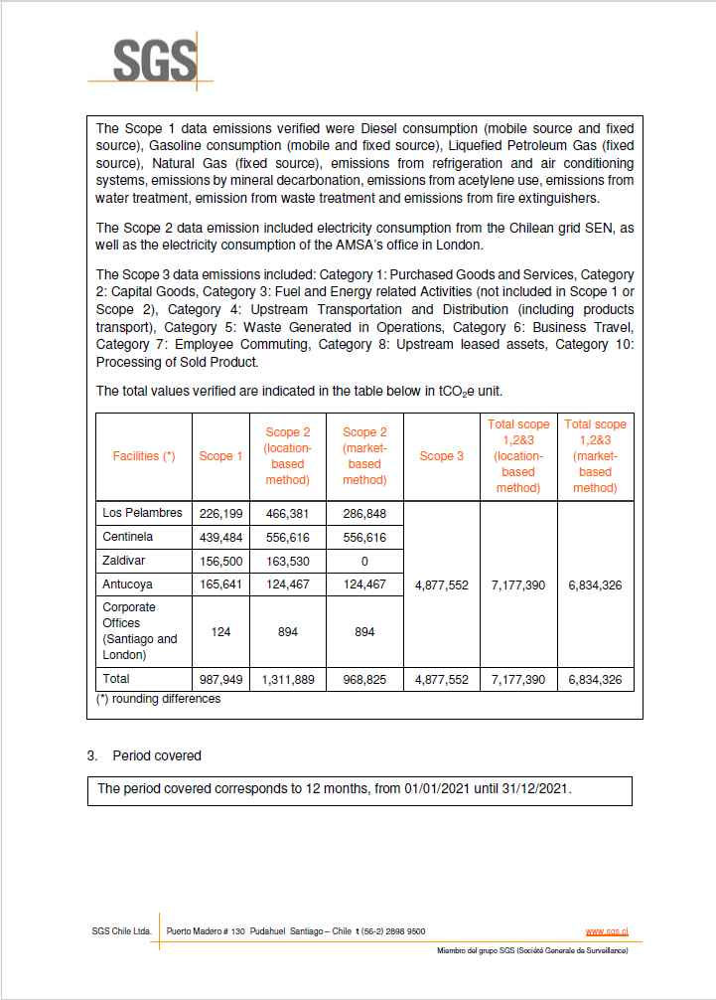 SGS
The Scope 1 data emissions verified were Diesel consumption (mobile source and fixed
source), Gasoline consumption (mobile and fixed source), Liquefied Petroleum Gas (fixed
source), Natural Gas (fixed source), emissions from refrigeration and air conditioning
systems, emissions by mineral decarbonation, emissions from acetylene use, emissions from
water treatment, emission from waste treatment and emissions from fire extinguishers.
The Scope 2 data emission included electricity consumption from the Chilean grid SEN, as
well as the electricity consumption of the AMSA's office in London.
The Scope 3 data emissions included: Category 1: Purchased Goods and Services, Category
2: Capital Goods, Category 3: Fuel and Energy related Activities (not included in Scope 1 or
Scope 2), Category 4: Upstream Transportation and Distribution (including products
transport), Category 5: Waste Generated in Operations, Category 6: Business Travel,
Category 7: Employee Commuting, Category 8: Upstream leased assets, Category 10:
Processing of Sold Product.
The total values verified are indicated in the table below in tCO₂e unit.
Facilities (*) Scope 1 Scope 2 (location-based method) Scope 2 (market-based method) Scope 3 Total scope 1,2&3 (location-based method) Total scope 1,2&3 (market-based method)
Los Pelambres 226,199 466,381 286,848
Centinela 439,484 556,616 556,616
Zaldivar 156,500 163,530 0
Antucoya 165,641 124,467 124,467 4,877,552 7,177,390 6,834,326
Corporate
Offices
(Santiago and
London) 124 894 894
Total 987,949 1,311,889 968,825 4,877,552 7,177,390 6,834,326
(*) rounding differences
3. Period covered
The period covered corresponds to 12 months, from 01/01/2021 until 31/12/2021.
SGS Chile Ltda. Puerto Madero # 130 Pudahuel Santiago – Chile t (56-2) 2898 9500 www.sgs.cl
Miembro del grupo SGS (Société Generale de Surveillance)